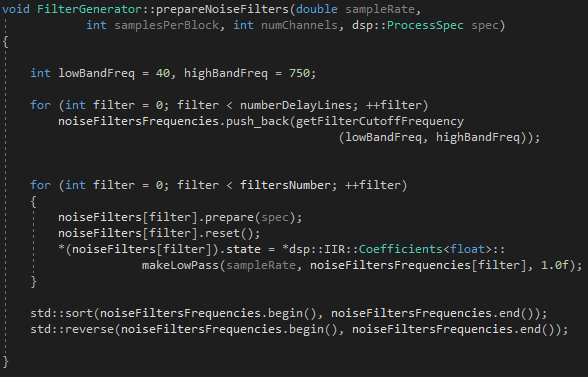 void FilterGenerator::prepareNoiseFilters(double sampleRate,
int samplesPerBlock, int numChannels, dsp::ProcessSpec spec)
{
int lowBandFreq = 40, highBandFreq = 750;
for (int filter = 0; filter < numberDelayLines; ++filter)
noiseFiltersFrequencies.push_back(getFilterCutoffFrequency
(lowBandFreq, highBandFreq));
for (int filter = 0; filter < filtersNumber; ++filter)
{
noiseFilters[filter].prepare(spec);
noiseFilters[filter].reset();
*(noiseFilters[filter]).state = *dsp::IIR::Coefficients<float>::
makeLowPass(sampleRate, noiseFiltersFrequencies[filter], 1.0f);
}
std::sort(noiseFiltersFrequencies.begin(), noiseFiltersFrequencies.end());
std::reverse(noiseFiltersFrequencies.begin(), noiseFiltersFrequencies.end());
}